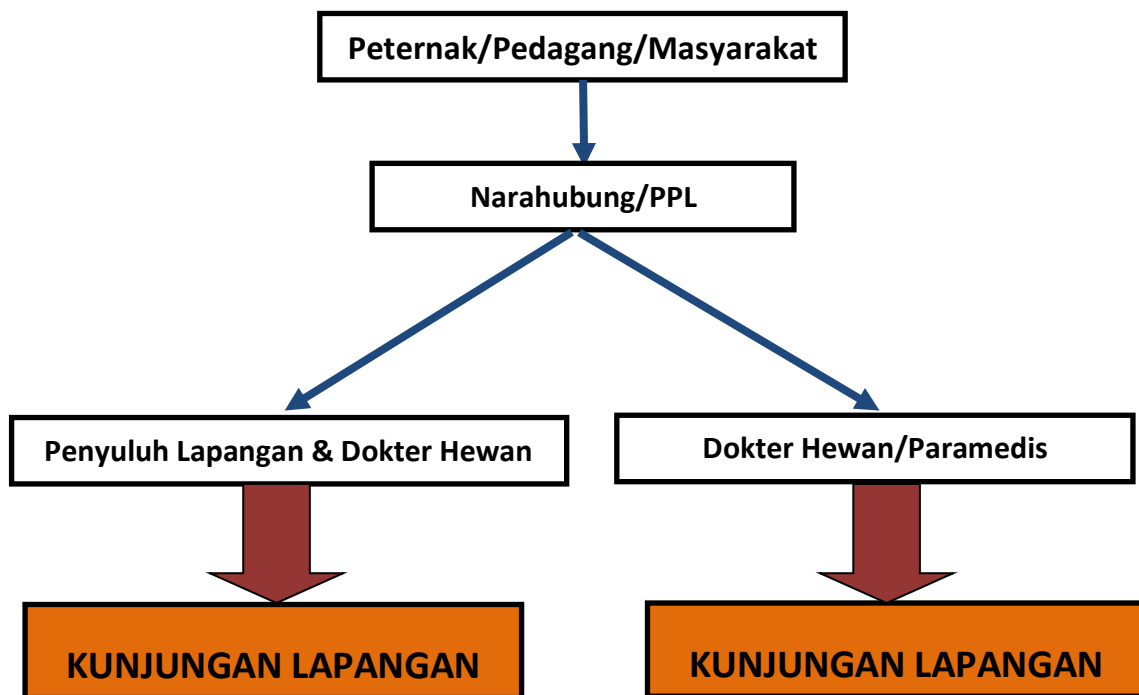 Peternak/Pedagang/Masyarakat
Narahubung/PPL
Penyuluh Lapangan & Dokter Hewan
Dokter Hewan/Paramedis
KUNJUNGAN LAPANGAN
KUNJUNGAN LAPANGAN